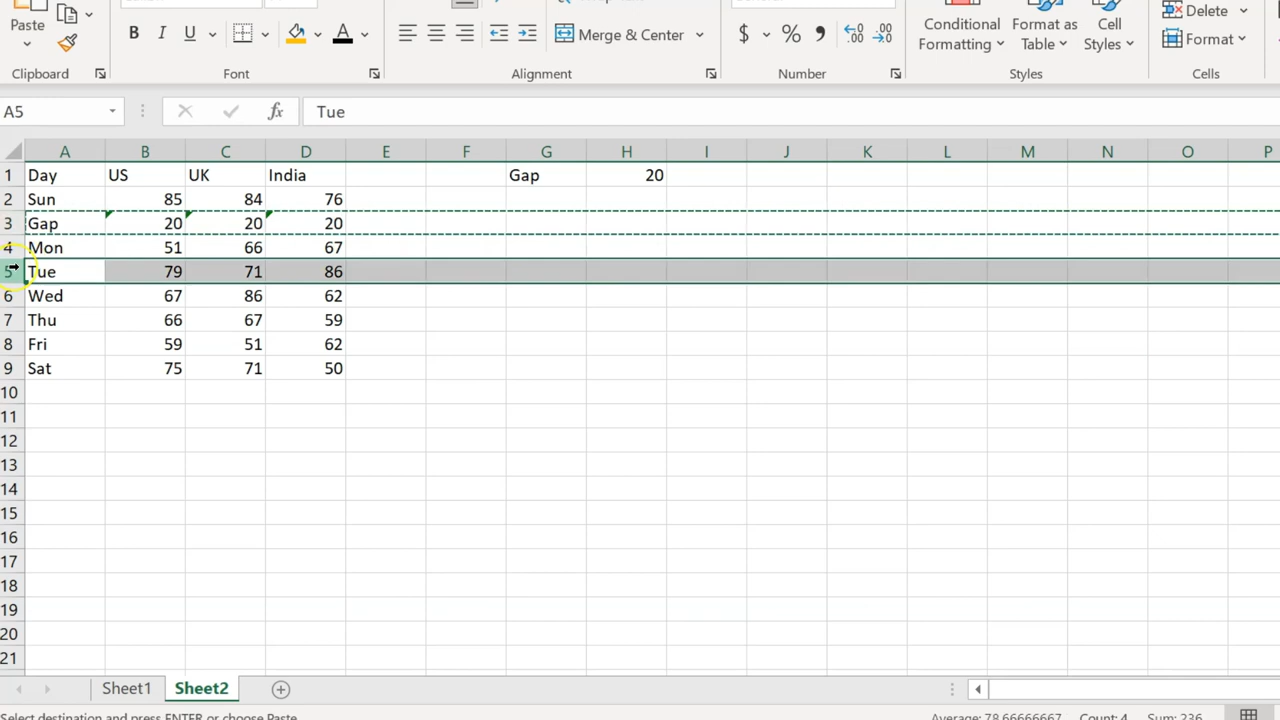 Paste
B I U A
Merge & Center
$ % ,
Conditional Formatting
Format as Table
Cell Styles
Delete
Format
Clipboard Font Alignment Number Styles Cells
A5 fx Tue
A B C D E F G H I J K L M N O P
1 Day US UK India Gap 20
2 Sun 85 84 76
3 Gap 20 20 20
4 Mon 51 66 67
5 Tue 79 71 86
6 Wed 67 86 62
7 Thu 66 67 59
8 Fri 59 51 62
9 Sat 75 71 50
10
11
12
13
14
15
16
17
18
19
20
21
Sheet1 Sheet2
Select destination and press ENTER or choose Paste Average: 78.66666667 Count: 4 Sum: 236